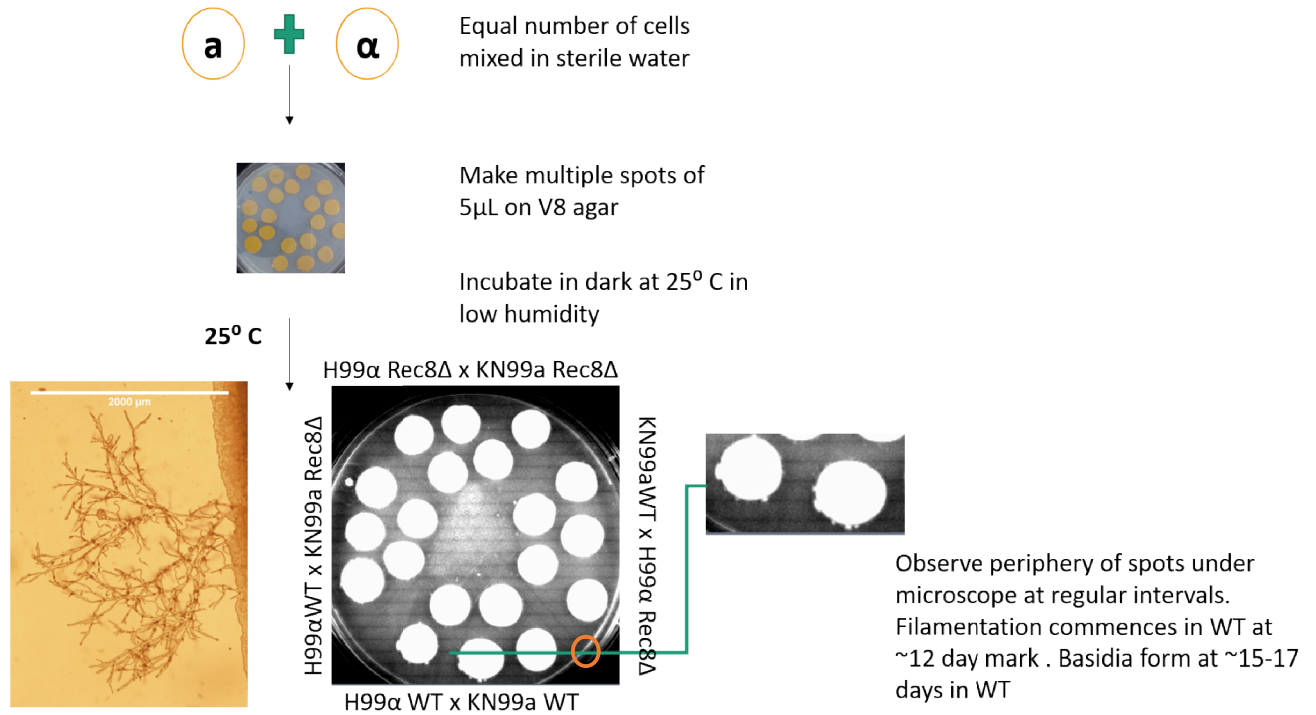 a
α
Equal number of cells
mixed in sterile water
Make multiple spots of
5µL on V8 agar
Incubate in dark at 25⁰ C in
low humidity
25⁰ C
2000 µm
H99α Rec8Δ x KN99a Rec8Δ
H99αWT x KN99a Rec8Δ
KN99aWT x H99α Rec8Δ
H99α WT x KN99a WT
Observe periphery of spots under
microscope at regular intervals.
Filamentation commences in WT at
~12 day mark . Basidia form at ~15-17
days in WT